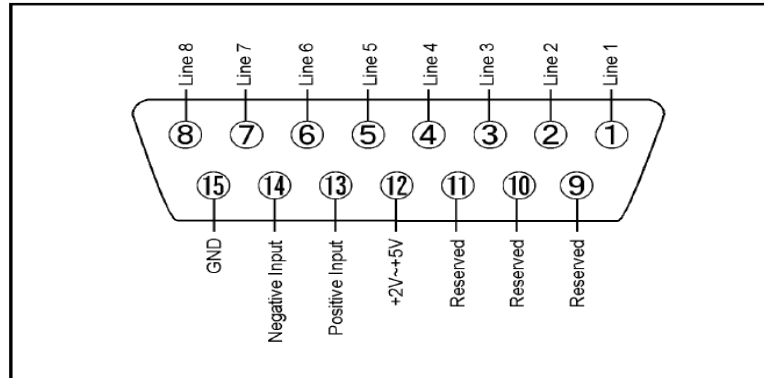 Line 8
Line 7
Line 6
Line 5
Line 4
Line 3
Line 2
Line 1
8 7 6 5 4 3 2 1
15 14 13 12 11 10 9
GND
Negative Input
Positive Input
+2V~+5V
Reserved
Reserved
Reserved